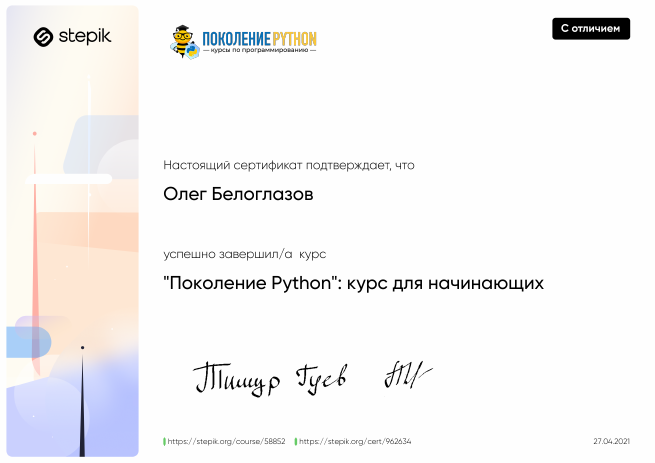 stepik
ПОКОЛЕНИЕ PYTHON
курсы по программированию
С отличием
Настоящий сертификат подтверждает, что
Олег Белоглазов
успешно завершил/а курс
"Поколение Python": курс для начинающих
Тимур Гуев
https://stepik.org/course/58852 https://stepik.org/cert/962634
27.04.2021